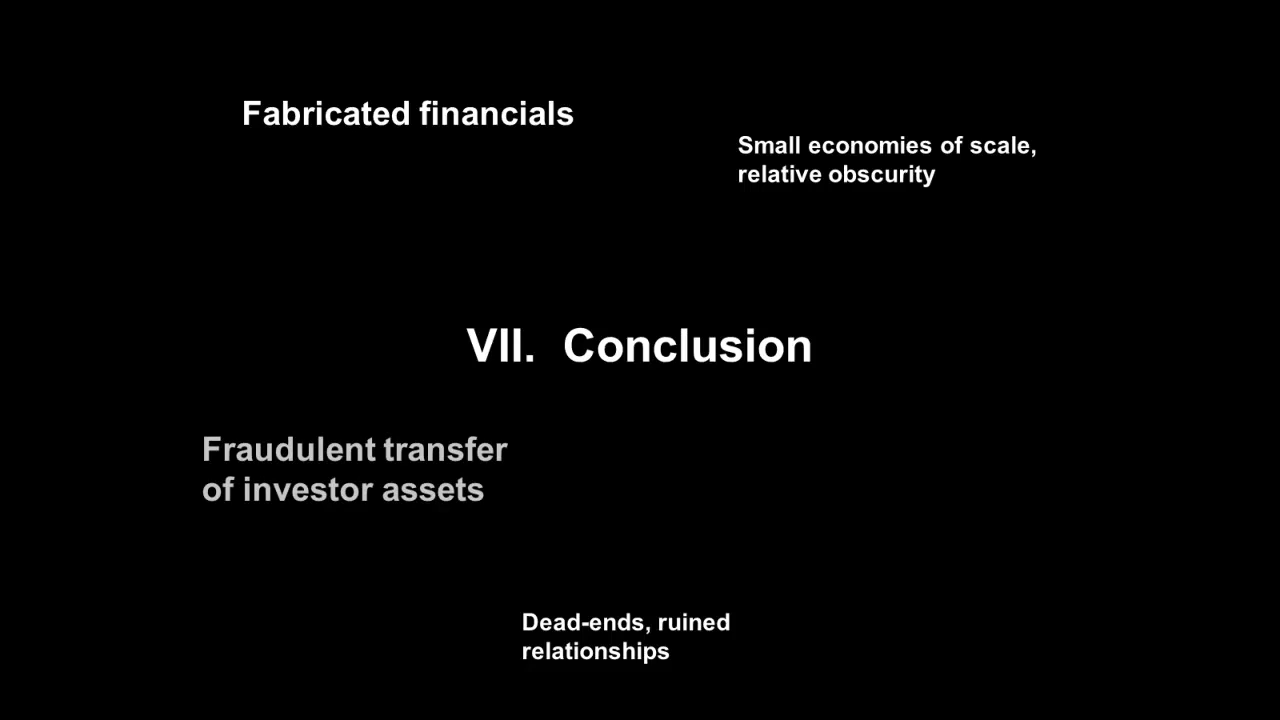 Fabricated financials
Small economies of scale,
relative obscurity
VII.  Conclusion
Fraudulent transfer
of investor assets
Dead-ends, ruined
relationships